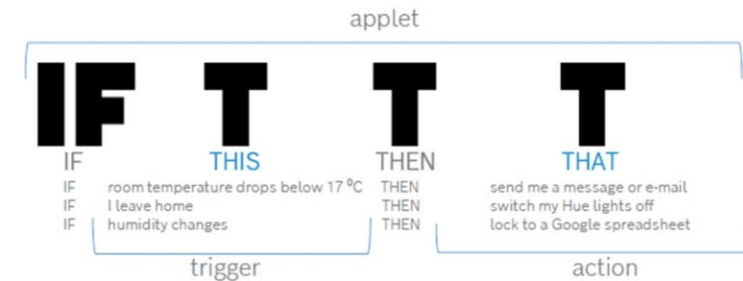 applet
IF T T T
IF THIS THEN THAT
IF room temperature drops below 17 ⁰C THEN send me a message or e-mail
IF I leave home THEN switch my Hue lights off
IF humidity changes THEN lock to a Google spreadsheet
trigger action